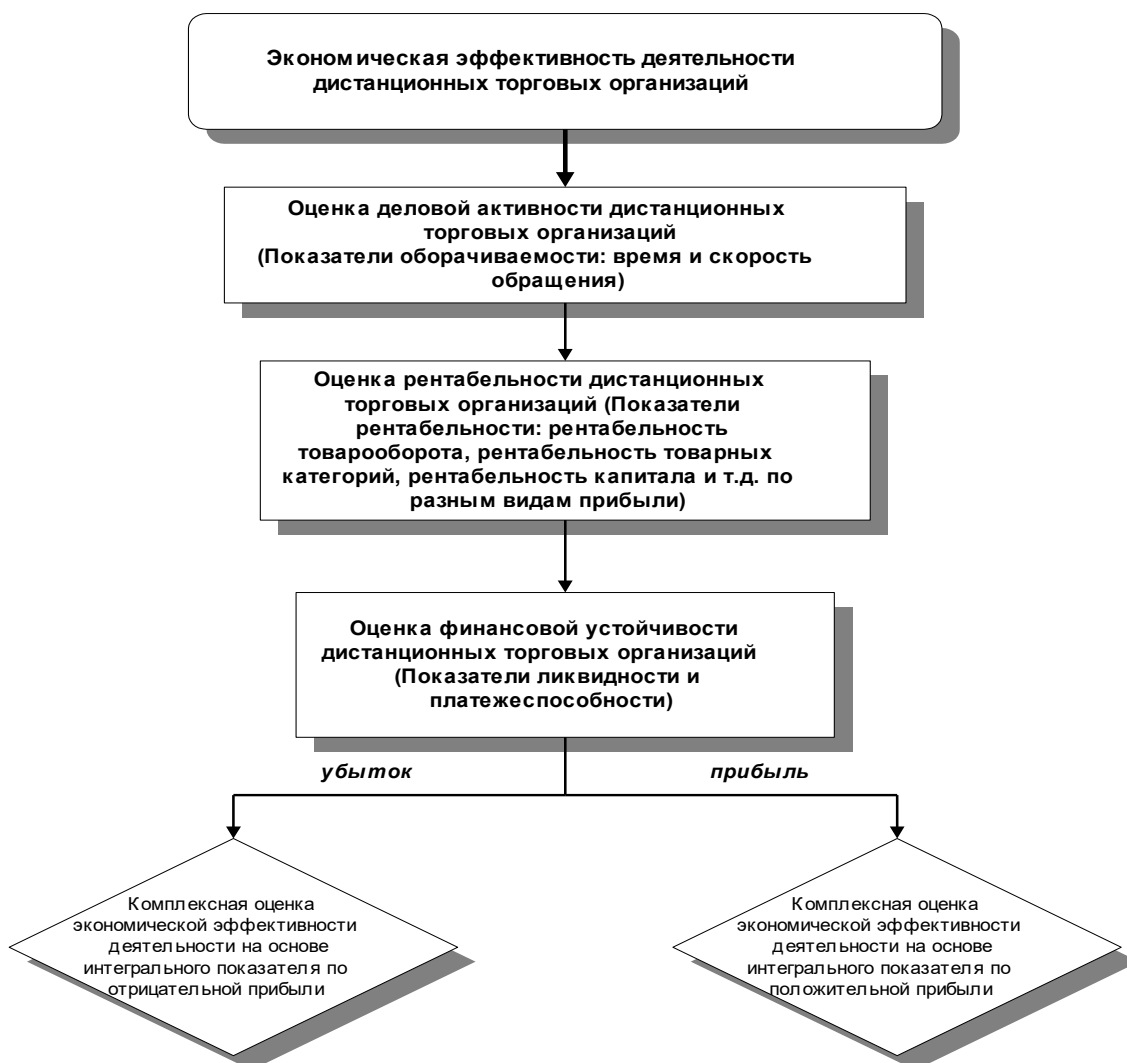 Экономическая эффективность деятельности
дистанционных торговых организаций
Оценка деловой активности дистанционных
торговых организаций
(Показатели оборачиваемости: время и скорость
обращения)
Оценка рентабельности дистанционных
торговых организаций (Показатели
рентабельности: рентабельность
товарооборота, рентабельность товарных
категорий, рентабельность капитала и т.д. по
разным видам прибыли)
Оценка финансовой устойчивости
дистанционных торговых организаций
(Показатели ликвидности и
платежеспособности)
убыток
прибыль
Комплексная оценка
экономической эффективности
деятельности на основе
интегрального показателя по
отрицательной прибыли
Комплексная оценка
экономической эффективности
деятельности на основе
интегрального показателя по
положительной прибыли